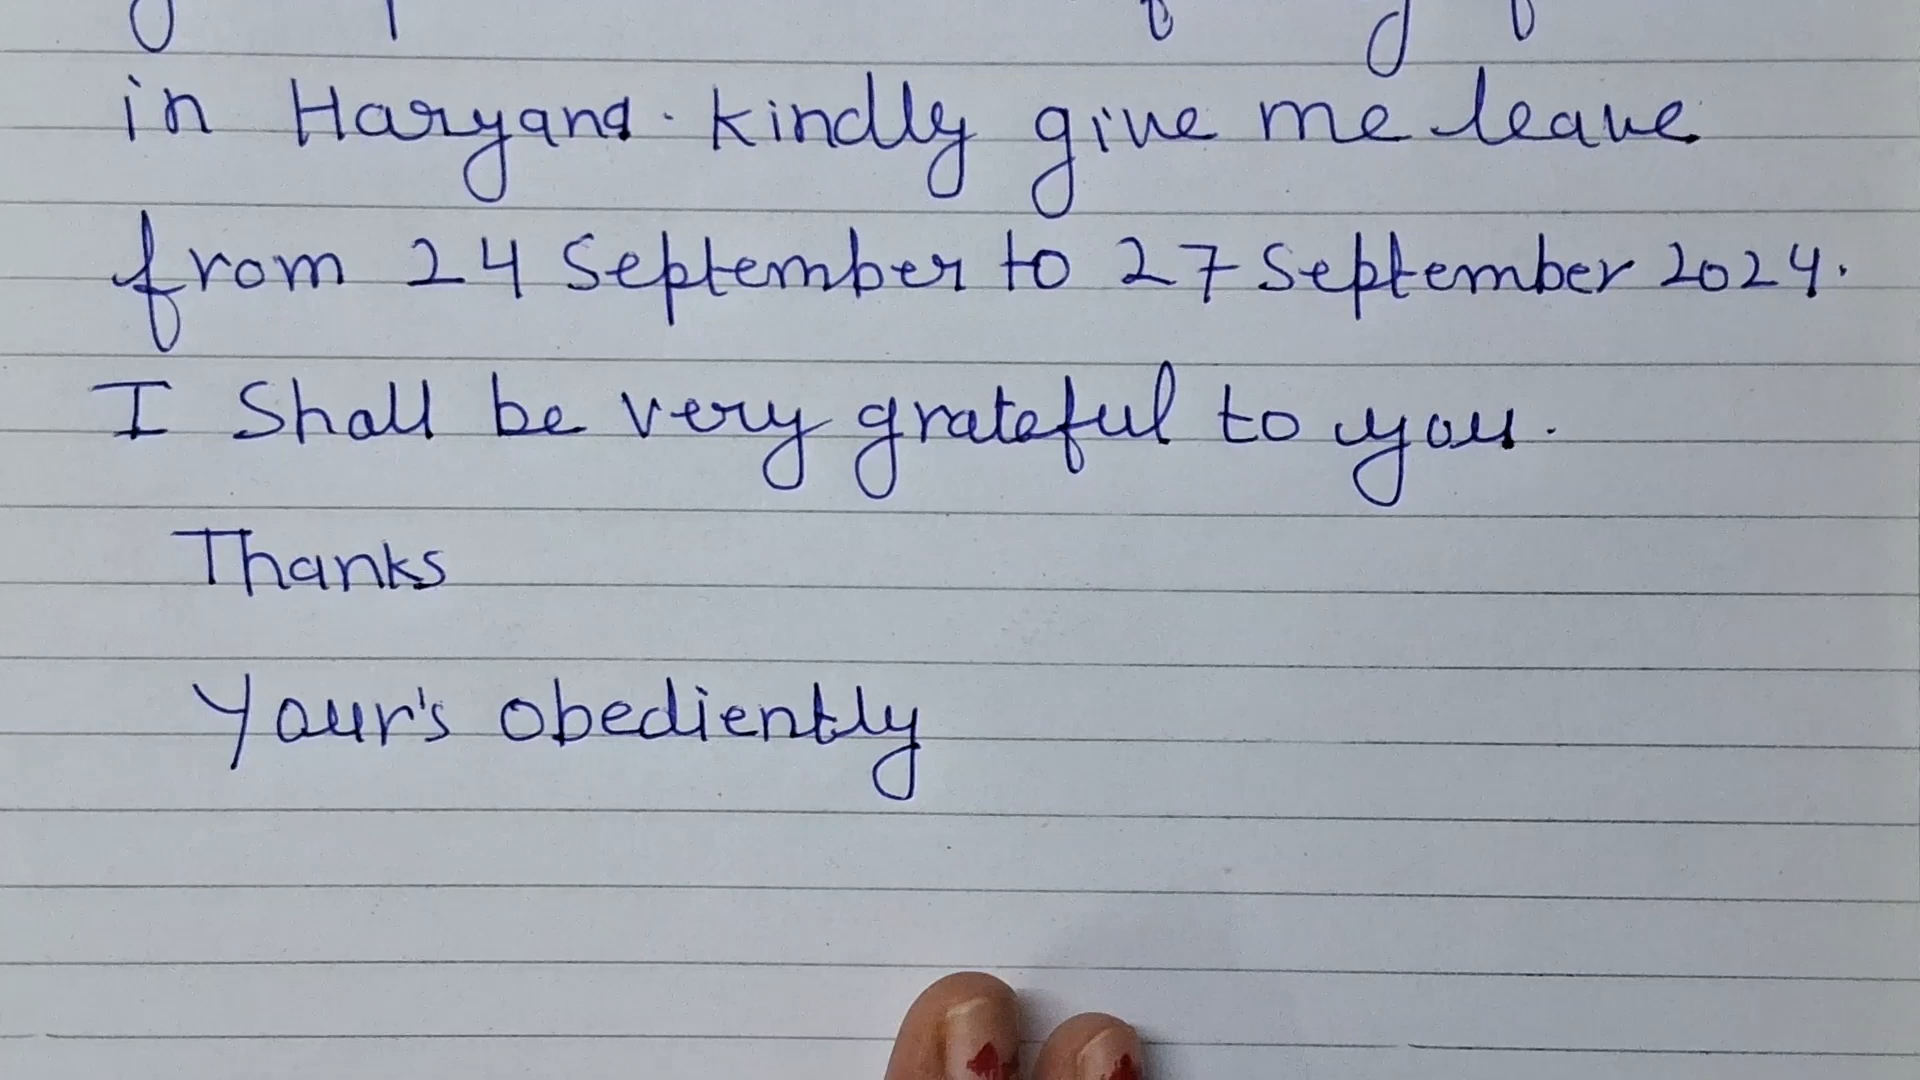 in Haryana. kindly give me leave
from 24 September to 27 September 2024.
I Shall be very grateful to you.
Thanks
Your's obediently